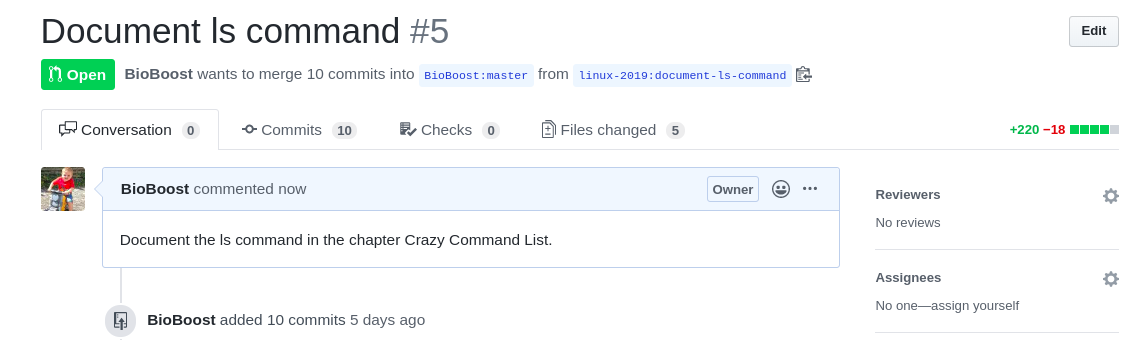 Document ls command #5
Edit
Open
BioBoost wants to merge 10 commits into BioBoost:master from linux-2019:document-ls-command
Conversation 0
Commits 10
Checks 0
Files changed 5
+220 −18
BioBoost commented now
Owner
Document the ls command in the chapter Crazy Command List.
BioBoost added 10 commits 5 days ago
Reviewers
No reviews
Assignees
No one—assign yourself